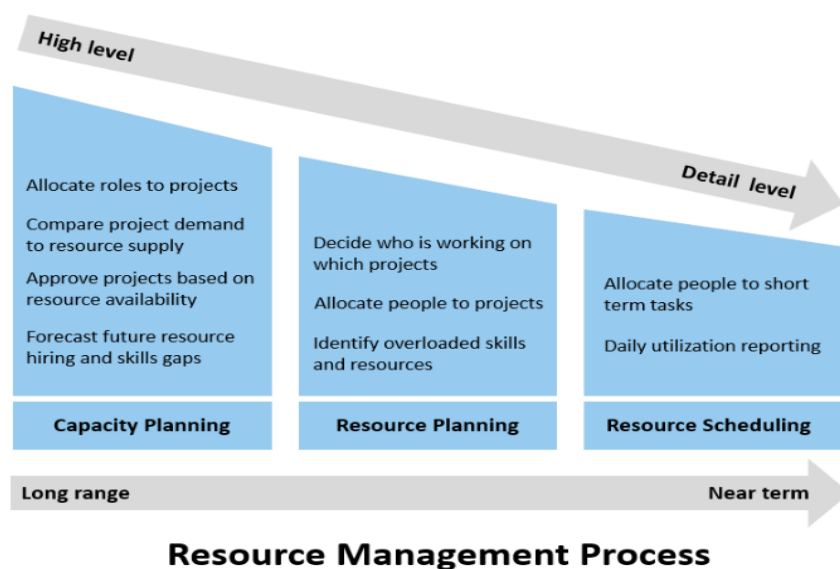 High level
Detail level
Allocate roles to projects
Compare project demand
to resource supply
Approve projects based on
resource availability
Forecast future resource
hiring and skills gaps
Capacity Planning
Decide who is working on
which projects
Allocate people to projects
Identify overloaded skills
and resources
Resource Planning
Allocate people to short
term tasks
Daily utilization reporting
Resource Scheduling
Long range
Near term
Resource Management Process